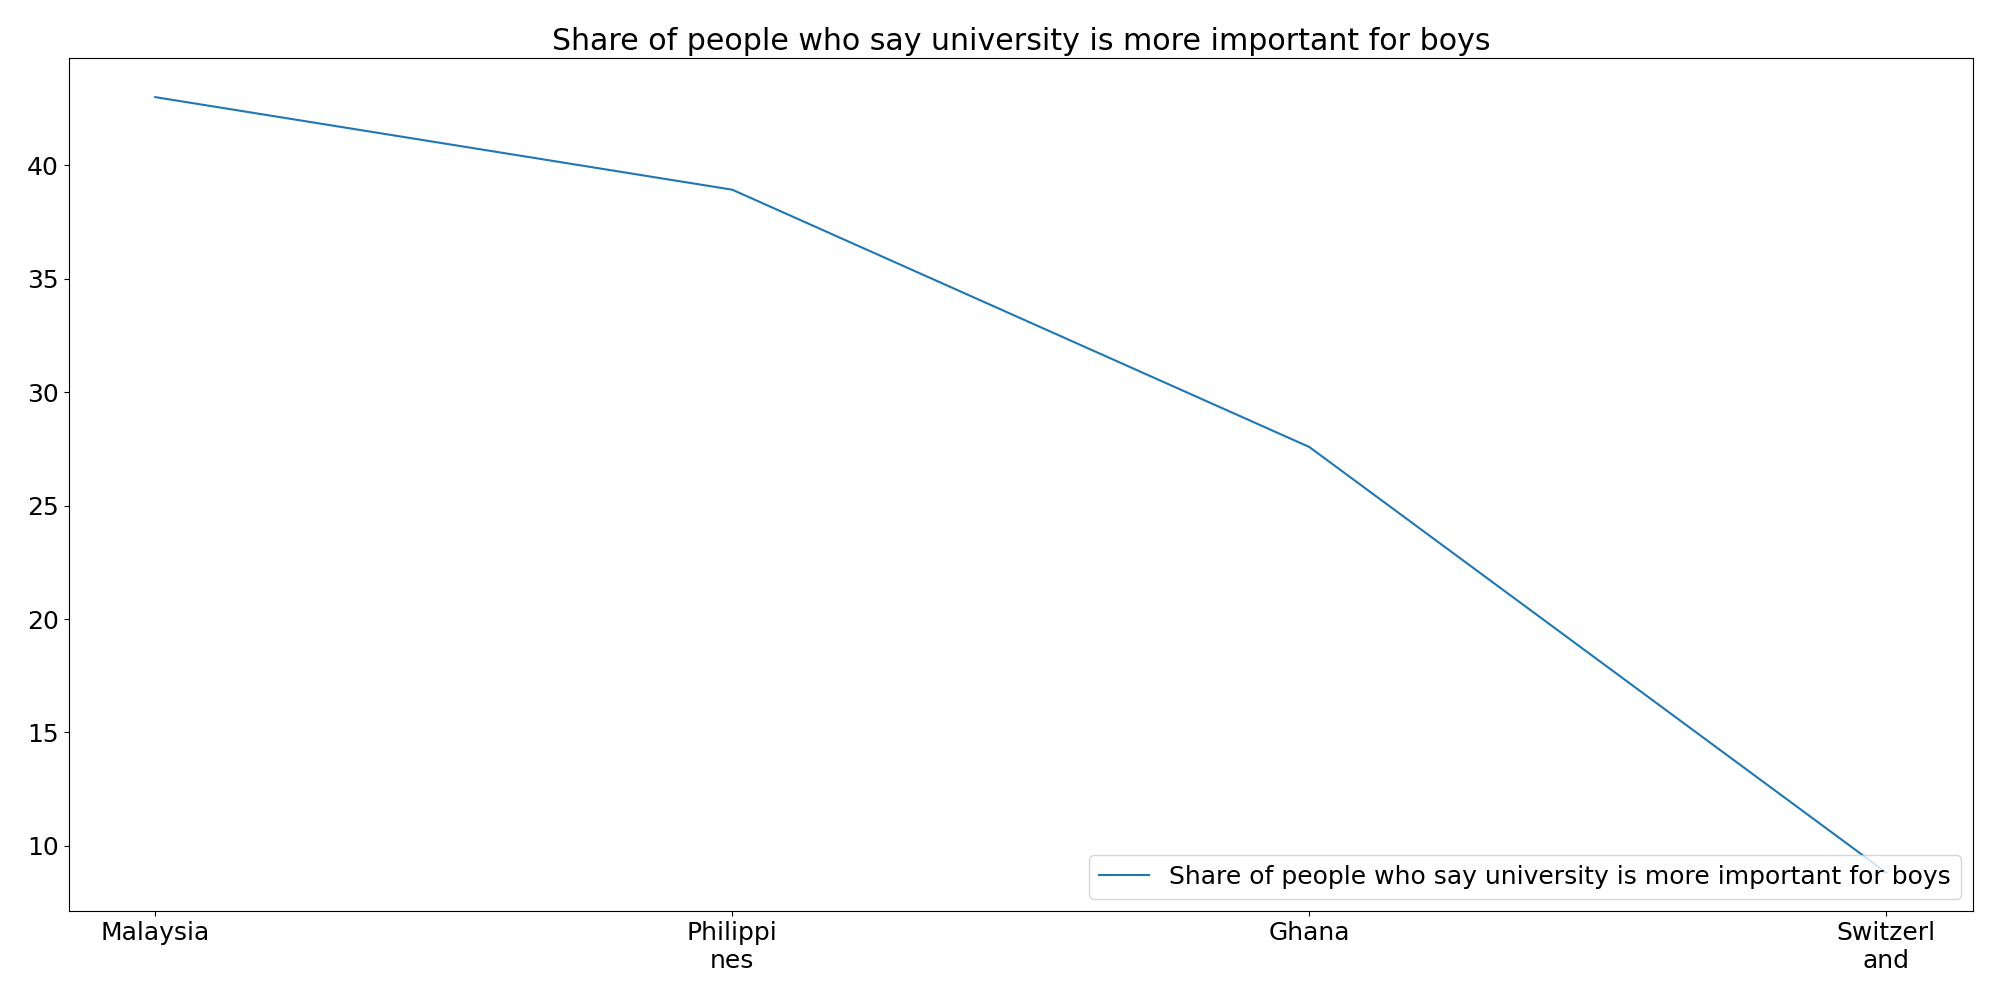 Share of people who say university is more important for boys
40
35
30
25
20
15
10
Share of people who say university is more important for boys
Malaysia
Philippi
nes
Ghana
Switzerl
and